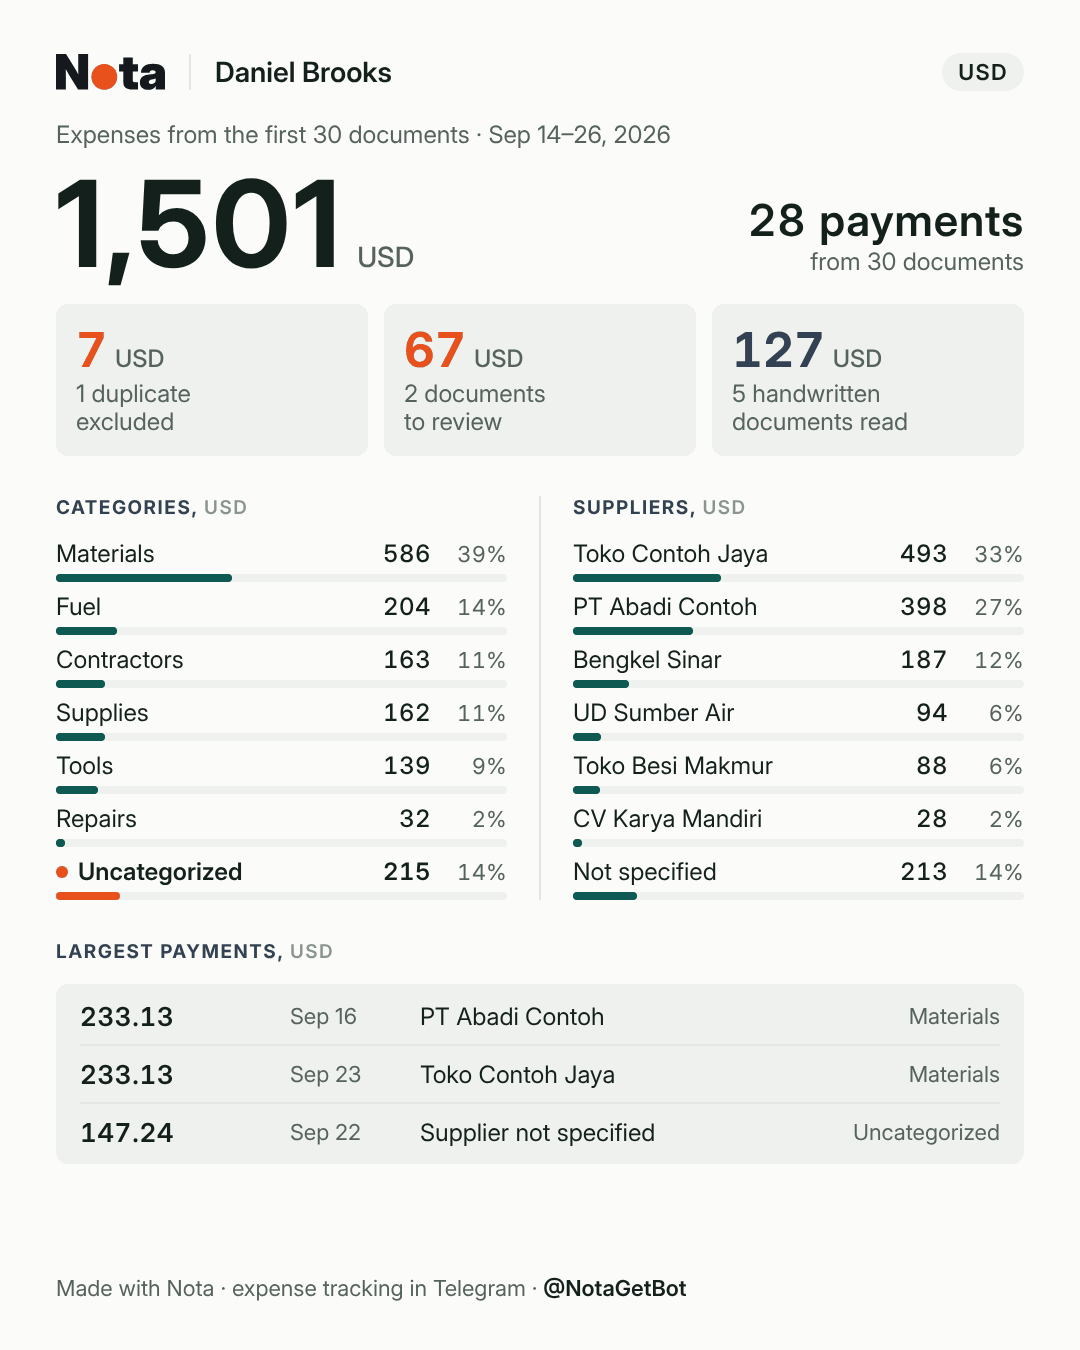 Nota
Daniel Brooks
USD
Expenses from the first 30 documents · Sep 14–26, 2026
1,501 USD
28 payments
from 30 documents
7 USD
1 duplicate
excluded
67 USD
2 documents
to review
127 USD
5 handwritten
documents read
CATEGORIES, USD
Materials 586 39%
Fuel 204 14%
Contractors 163 11%
Supplies 162 11%
Tools 139 9%
Repairs 32 2%
Uncategorized 215 14%
SUPPLIERS, USD
Toko Contoh Jaya 493 33%
PT Abadi Contoh 398 27%
Bengkel Sinar 187 12%
UD Sumber Air 94 6%
Toko Besi Makmur 88 6%
CV Karya Mandiri 28 2%
Not specified 213 14%
LARGEST PAYMENTS, USD
233.13 Sep 16 PT Abadi Contoh Materials
233.13 Sep 23 Toko Contoh Jaya Materials
147.24 Sep 22 Supplier not specified Uncategorized
Made with Nota · expense tracking in Telegram · @NotaGetBot